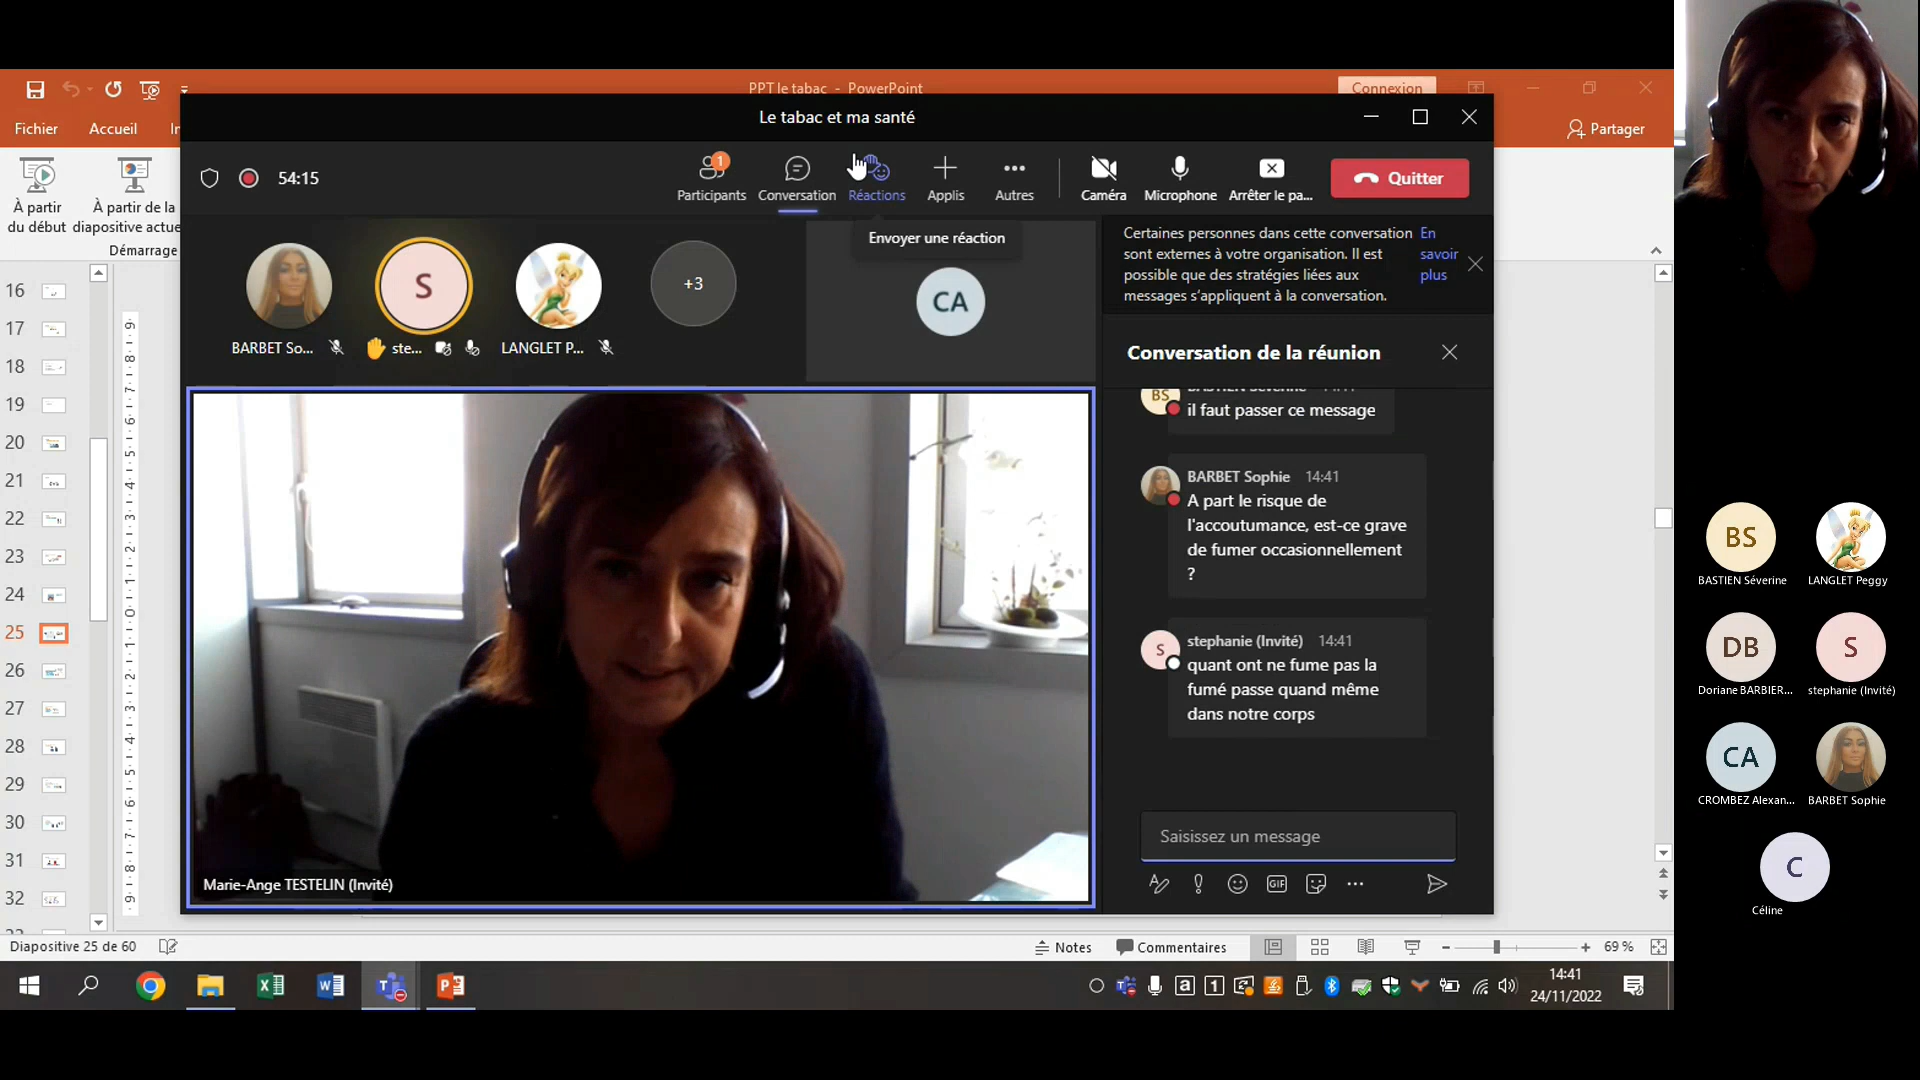 PPT le tabac - PowerPoint
Connexion
Fichier
Accueil
Partager
À partir
du début
À partir de la
diapositive actue
Démarrage
Le tabac et ma santé
54:15
1
Participants
Conversation
Réactions
Applis
Autres
Caméra
Microphone
Arrêter le pa...
Quitter
Envoyer une réaction
BARBET So...
S
ste...
LANGLET P...
+3
CA
Certaines personnes dans cette conversation
sont externes à votre organisation. Il est
possible que des stratégies liées aux
messages s'appliquent à la conversation.
En
savoir
plus
Conversation de la réunion
BS
BASTIEN Séverine 14:41
il faut passer ce message
BARBET Sophie 14:41
A part le risque de
l'accoutumance, est-ce grave
de fumer occasionnellement
?
S
stephanie (Invité) 14:41
quant ont ne fume pas la
fumé passe quand même
dans notre corps
Saisissez un message
GIF
Marie-Ange TESTELIN (Invité)
16
17
18
19
20
21
22
23
24
25
26
27
28
29
30
31
32
Diapositive 25 de 60
Notes
Commentaires
69 %
14:41
24/11/2022
BS
BASTIEN Séverine
LANGLET Peggy
DB
Doriane BARBIER...
S
stephanie (Invité)
CA
CROMBEZ Alexan...
BARBET Sophie
C
Céline